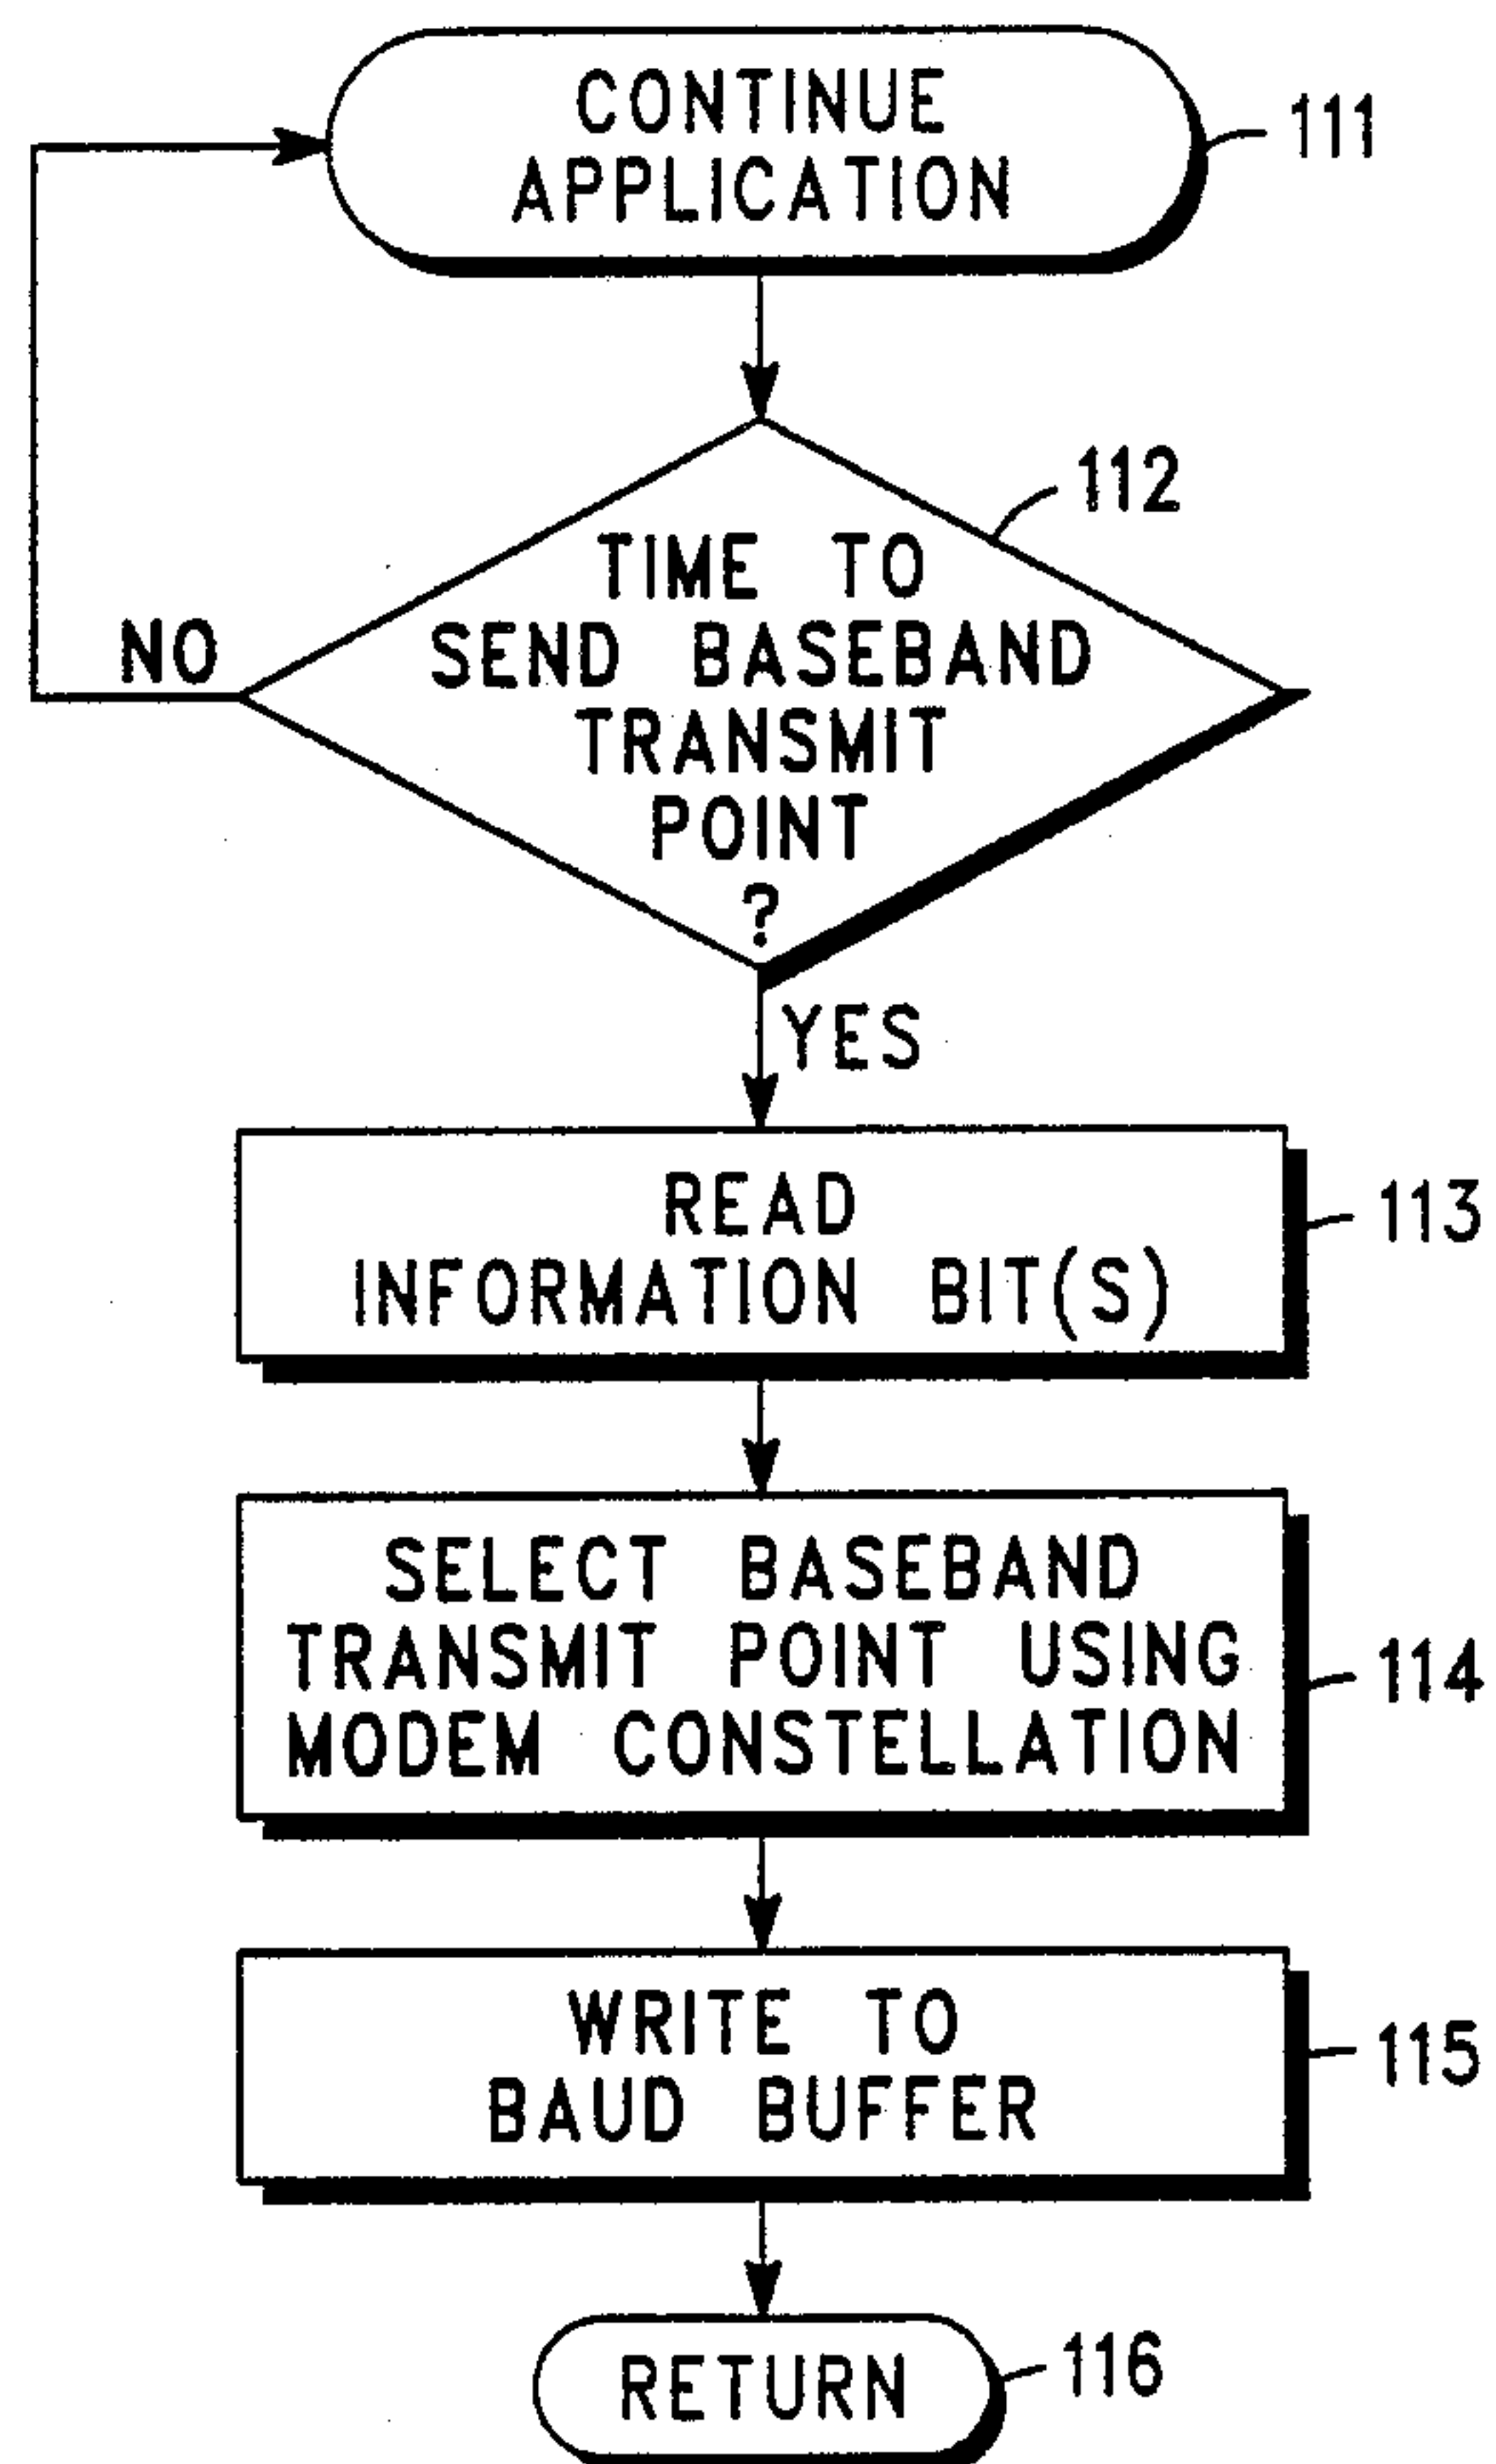 CONTINUE
APPLICATION
111
112
TIME TO
SEND BASEBAND
TRANSMIT
POINT
?
NO
YES
READ
INFORMATION BIT(S)
113
SELECT BASEBAND
TRANSMIT POINT USING
MODEM CONSTELLATION
114
WRITE TO
BAUD BUFFER
115
RETURN
116